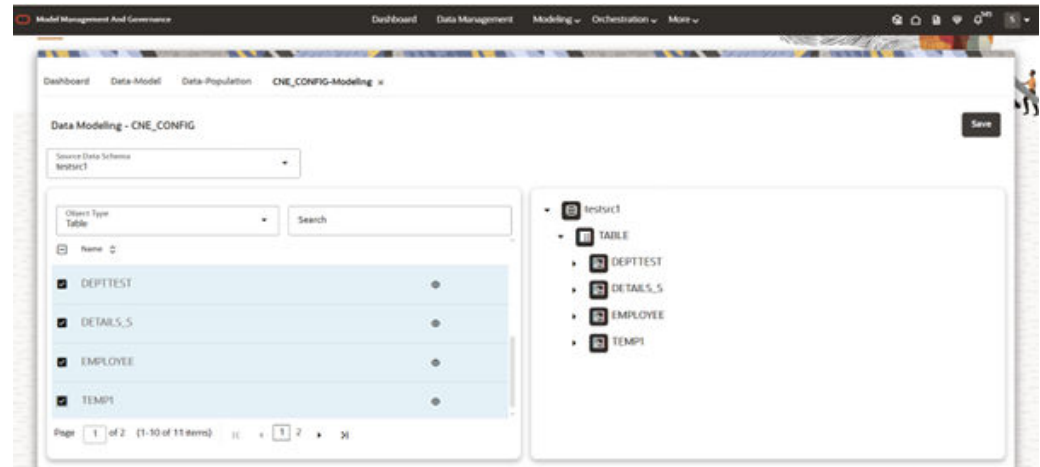 Model Management And Governance Dashboard Data Management Modeling Orchestration More 545 S
Dashboard Data-Model Data-Population CNE_CONFIG-Modeling ×
Data Modeling - CNE_CONFIG Save
Source Data Schema
testsrc1
Object Type
Table
Search
Name
DEPTTEST
DETAILS_S
EMPLOYEE
TEMP1
Page 1 of 2 (1-10 of 11 items) 1 2
testsrc1
TABLE
DEPTTEST
DETAILS_S
EMPLOYEE
TEMP1